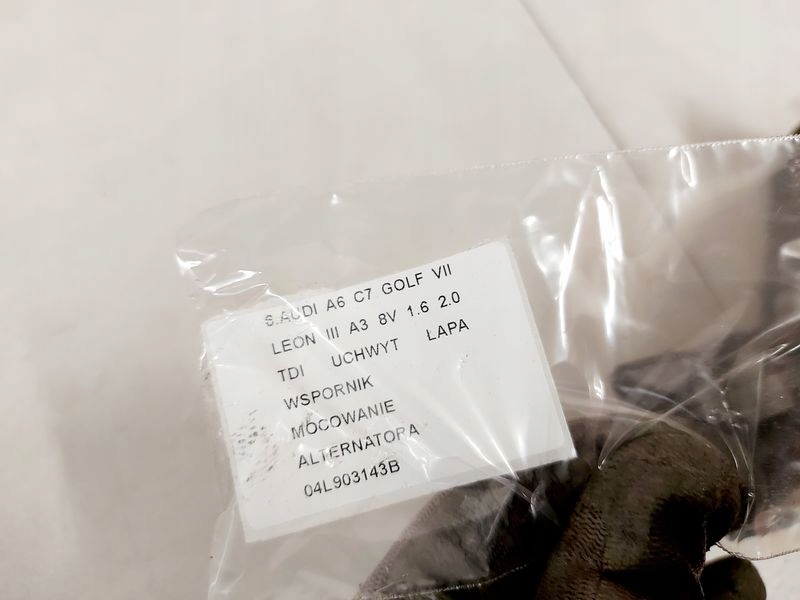 S.AUDI A6 C7 GOLF VII
LEON III A3 8V 1.6 2.0
TDI UCHWYT LAPA
WSPORNIK
MOCOWANIE
ALTERNATORA
04L903143B